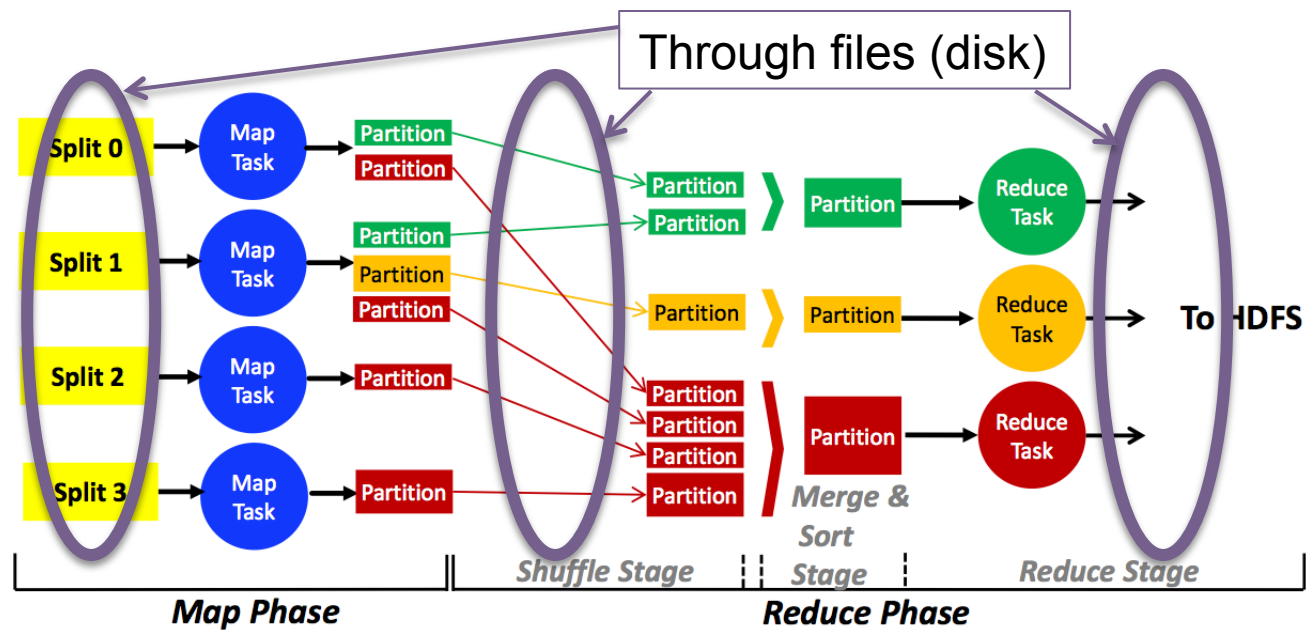 Through files (disk)
Split 0
Map
Task
Partition
Partition
Split 1
Map
Task
Partition
Partition
Partition
Split 2
Map
Task
Partition
Split 3
Map
Task
Partition
Partition
Partition
Partition
Partition
Partition
Partition
Partition
Partition
Partition
Partition
Merge &
Sort
Stage
Reduce
Task
Reduce
Task
Reduce
Task
To HDFS
Shuffle Stage
Reduce Stage
Map Phase
Reduce Phase